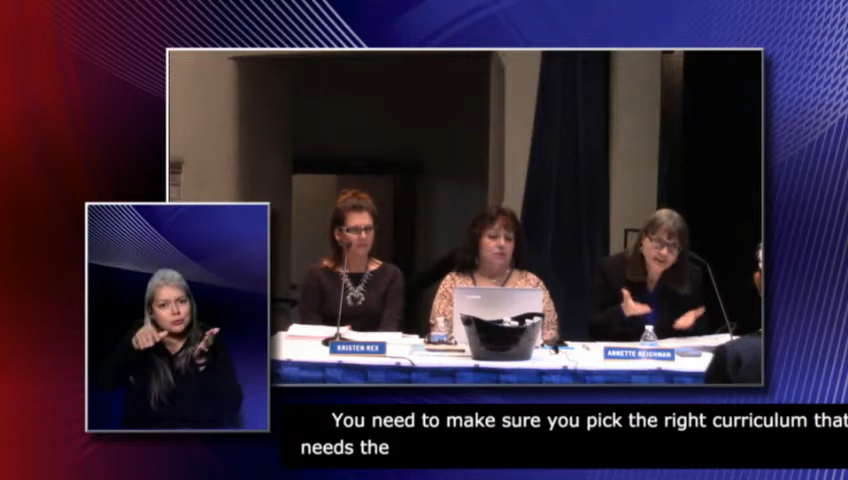 KRISTEN REX
ANNETTE REICHMAN
You need to make sure you pick the right curriculum that
needs the